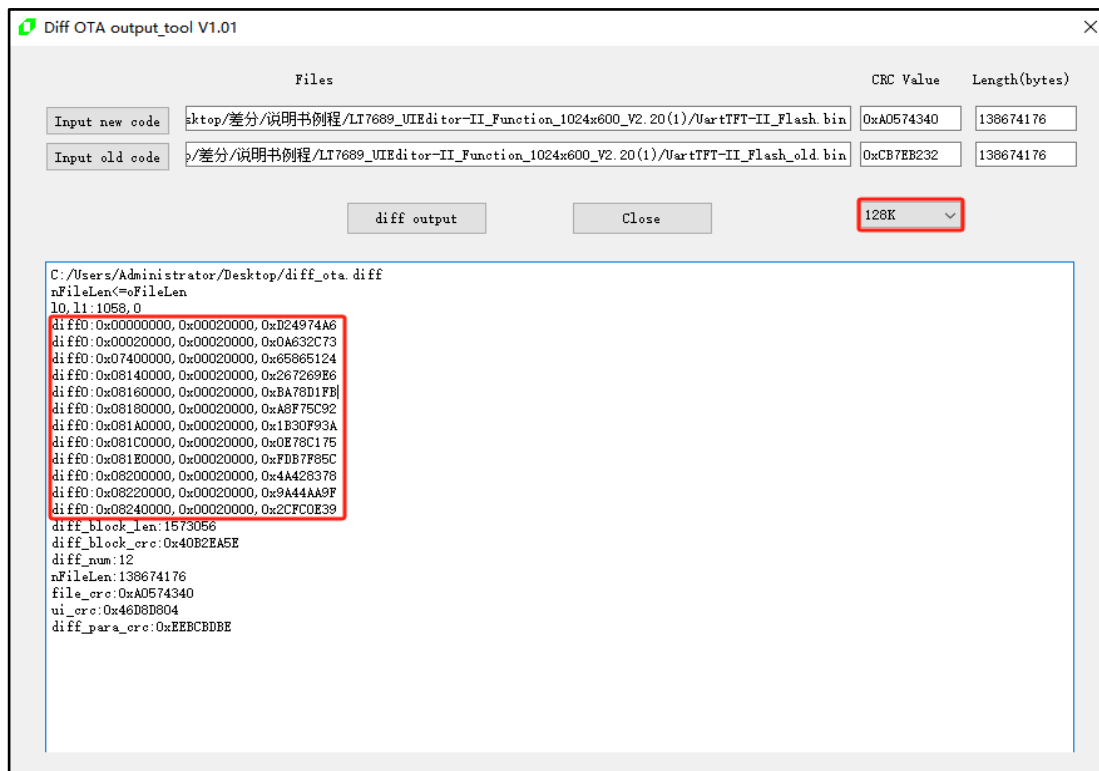 Diff OTA output_tool V1.01
Files CRC Value Length(bytes)
Input new code sktop/差分/说明书例程/LT7689_UIEditor-II_Function_1024x600_V2.20(1)/UartTFT-II_Flash.bin 0xA0574340 138674176
Input old code p/差分/说明书例程/LT7689_UIEditor-II_Function_1024x600_V2.20(1)/UartTFT-II_Flash_old.bin 0xCB7EB232 138674176
diff output Close 128K
C:/Users/Administrator/Desktop/diff_ota.diff
nFileLen<=oFileLen
l0,l1:1058,0
diff0:0x00000000,0x00020000,0xD24974A6
diff0:0x00020000,0x00020000,0x0A632C73
diff0:0x07400000,0x00020000,0x65865124
diff0:0x08140000,0x00020000,0x267269E6
diff0:0x08160000,0x00020000,0xBA78D1FB
diff0:0x08180000,0x00020000,0xA8F75C92
diff0:0x081A0000,0x00020000,0x1B30F93A
diff0:0x081C0000,0x00020000,0x0E78C175
diff0:0x081E0000,0x00020000,0xFDB7F85C
diff0:0x08200000,0x00020000,0x4A428378
diff0:0x08220000,0x00020000,0x9A44AA9F
diff0:0x08240000,0x00020000,0x2CFC0E39
diff_block_len:1573056
diff_block_crc:0x40B2EA5E
diff_num:12
nFileLen:138674176
file_crc:0xA0574340
ui_crc:0x46D8D804
diff_para_crc:0xEEBCBDBE